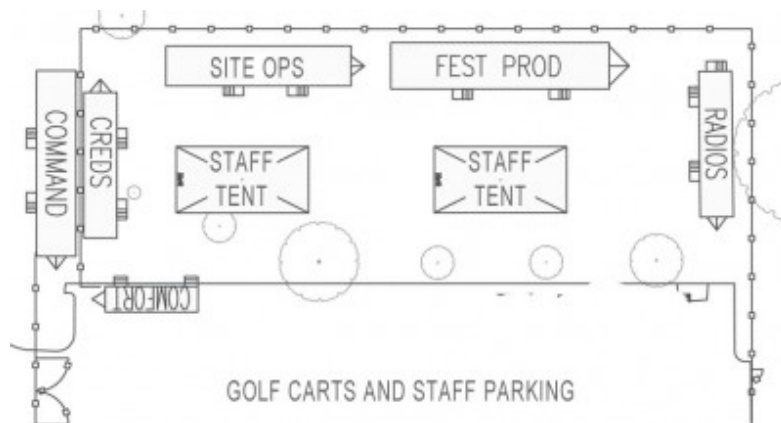 SITE OPS
FEST PROD
COMMAND
CREDS
RADIOS
STAFF
TENT
STAFF
TENT
COMFORT
GOLF CARTS AND STAFF PARKING